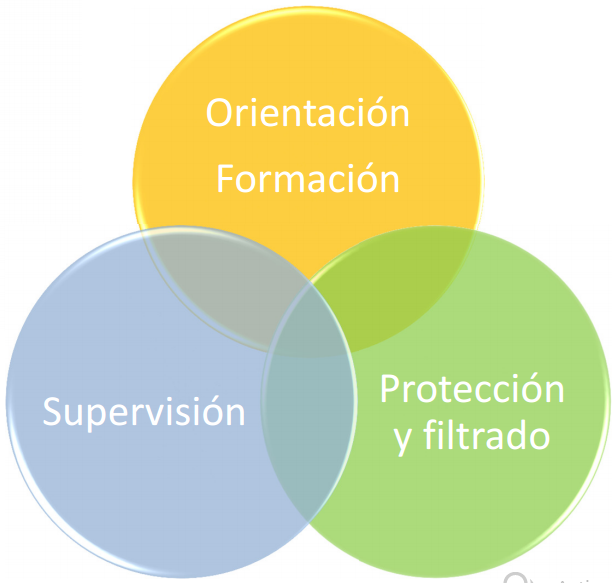 Orientación
Formación
Supervisión
Protección
y filtrado